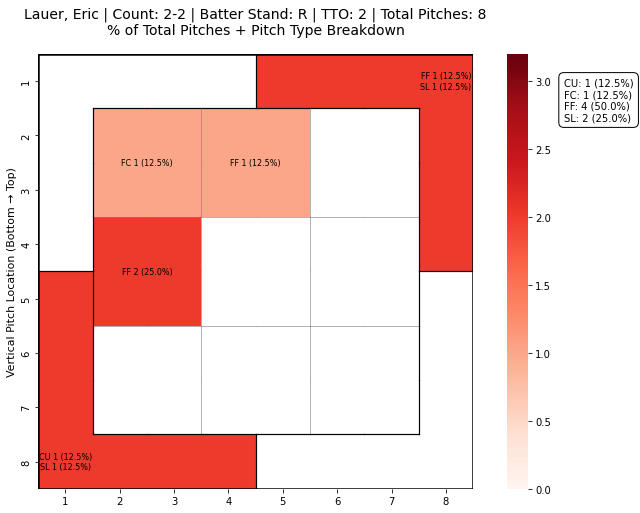 Lauer, Eric | Count: 2-2 | Batter Stand: R | TTO: 2 | Total Pitches: 8
% of Total Pitches + Pitch Type Breakdown
FF 1 (12.5%)
SL 1 (12.5%)
FC 1 (12.5%)
FF 1 (12.5%)
FF 2 (25.0%)
CU 1 (12.5%)
SL 1 (12.5%)
Vertical Pitch Location (Bottom → Top)
1
2
3
4
5
6
7
8
1
2
3
4
5
6
7
8
3.0
2.5
2.0
1.5
1.0
0.5
0.0
CU: 1 (12.5%)
FC: 1 (12.5%)
FF: 4 (50.0%)
SL: 2 (25.0%)